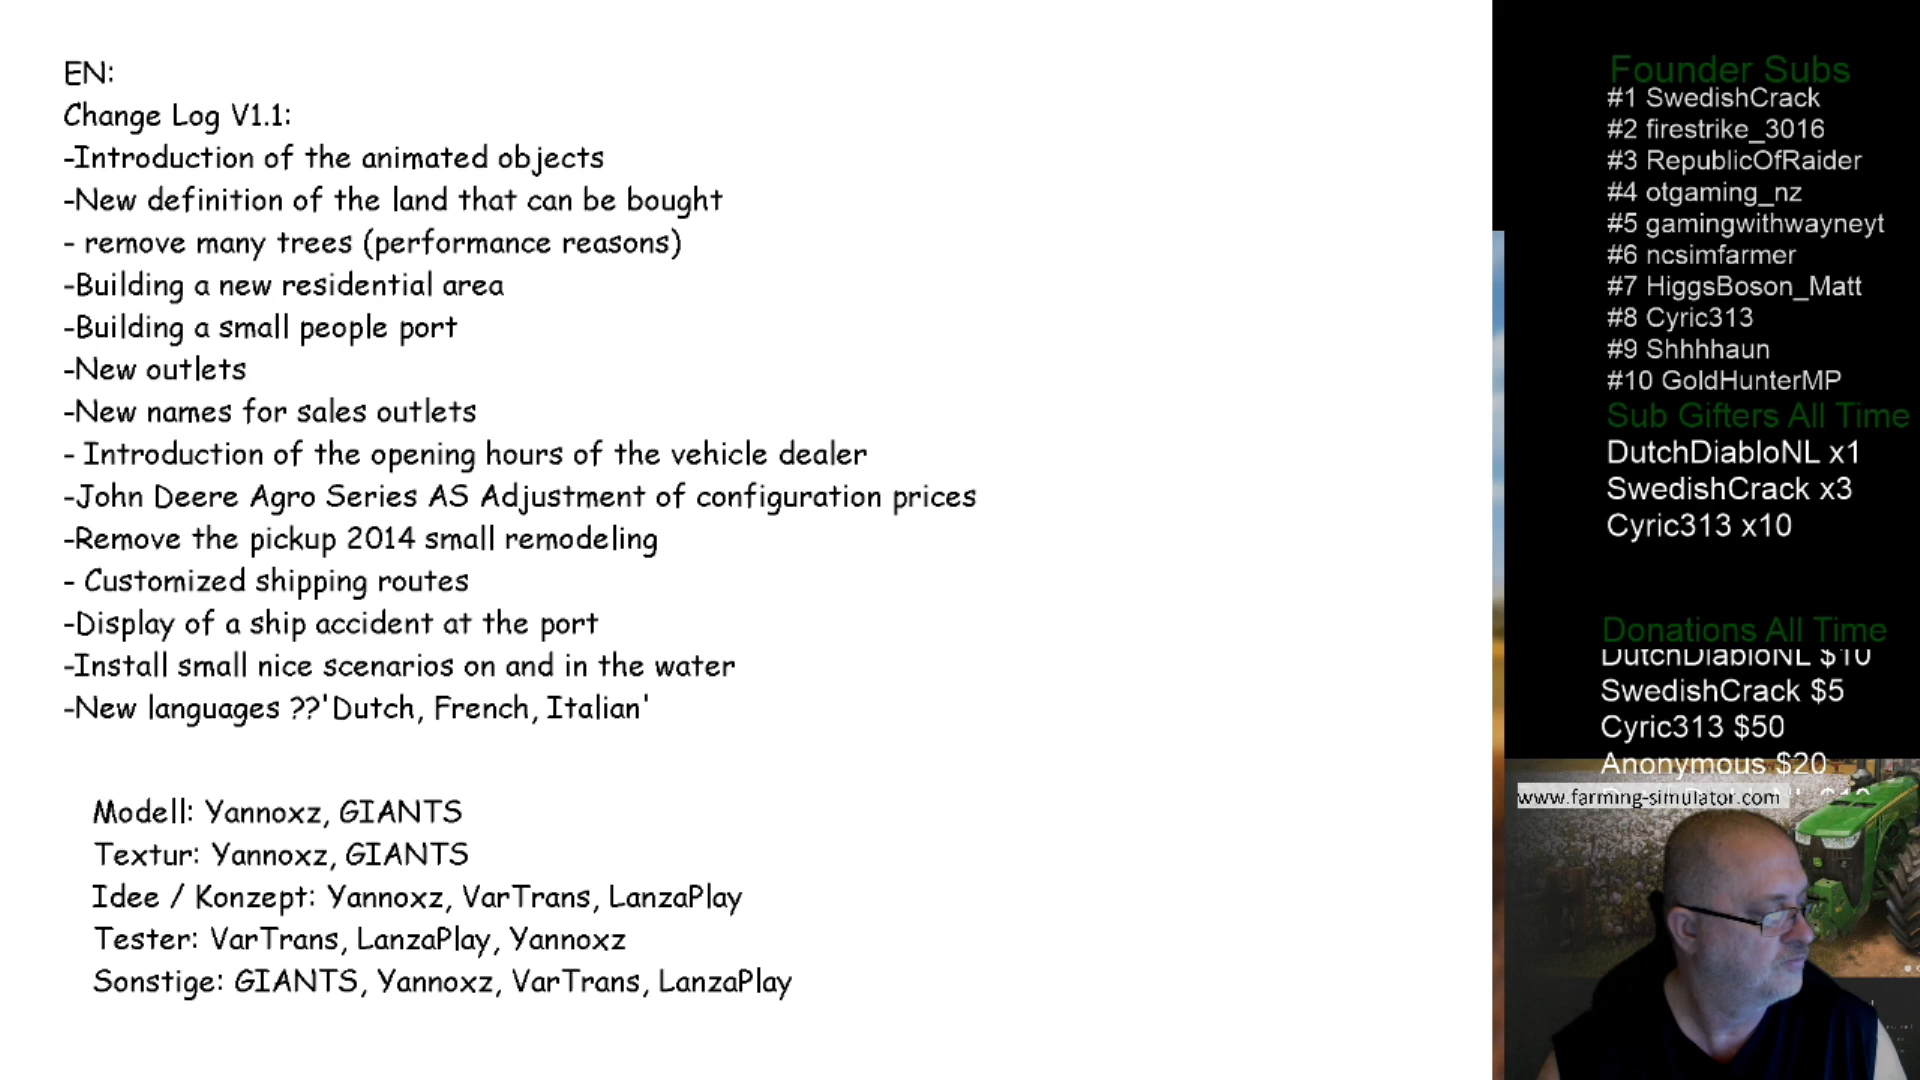 EN:
Change Log V1.1:
-Introduction of the animated objects
-New definition of the land that can be bought
- remove many trees (performance reasons)
-Building a new residential area
-Building a small people port
-New outlets
-New names for sales outlets
- Introduction of the opening hours of the vehicle dealer
-John Deere Agro Series AS Adjustment of configuration prices
-Remove the pickup 2014 small remodeling
- Customized shipping routes
-Display of a ship accident at the port
-Install small nice scenarios on and in the water
-New languages ??'Dutch, French, Italian'
Modell: Yannoxz, GIANTS
Textur: Yannoxz, GIANTS
Idee / Konzept: Yannoxz, VarTrans, LanzaPlay
Tester: VarTrans, LanzaPlay, Yannoxz
Sonstige: GIANTS, Yannoxz, VarTrans, LanzaPlay
Founder Subs
#1 SwedishCrack
#2 firestrike_3016
#3 RepublicOfRaider
#4 otgaming_nz
#5 gamingwithwayneyt
#6 ncsimfarmer
#7 HiggsBoson_Matt
#8 Cyric313
#9 Shhhhaun
#10 GoldHunterMP
Sub Gifters All Time
DutchDiabloNL x1
SwedishCrack x3
Cyric313 x10
Donations All Time
DutchDiabloNL $10
SwedishCrack $5
Cyric313 $50
Anonymous $20
www.farming-simulator.com